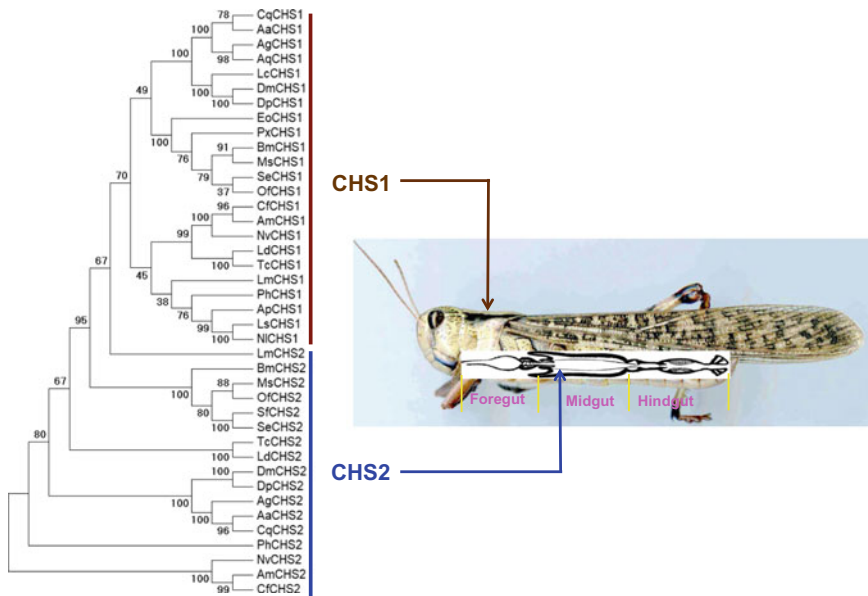 CqCHS1
78
AaCHS1
100
AgCHS1
100
98
AqCHS1
LcCHS1
100
DmCHS1
100
DpCHS1
49
EoCHS1
100
PxCHS1
76
91
BmCHS1
MsCHS1
79
SeCHS1
37
OfCHS1
70
96
CfCHS1
100
AmCHS1
99
NvCHS1
LdCHS1
100
TcCHS1
45
LmCHS1
38
PhCHS1
76
ApCHS1
99
LsCHS1
100
NlCHS1
67
LmCHS2
95
BmCHS2
100
88
MsCHS2
OfCHS2
80
SfCHS2
100
SeCHS2
67
TcCHS2
100
LdCHS2
80
100
DmCHS2
DpCHS2
100
AgCHS2
100
AaCHS2
96
CqCHS2
PhCHS2
NvCHS2
100
AmCHS2
99
CfCHS2
CHS1
Foregut
Midgut
Hindgut
CHS2